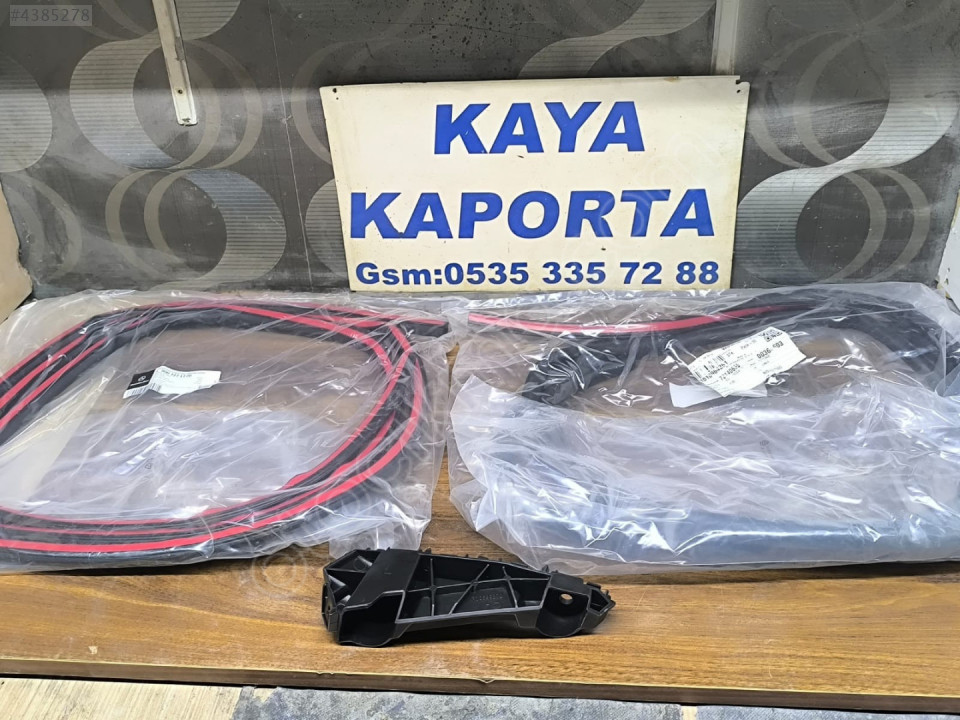 #4385278
KAYA
KAPORTA
Gsm:0535 335 72 88